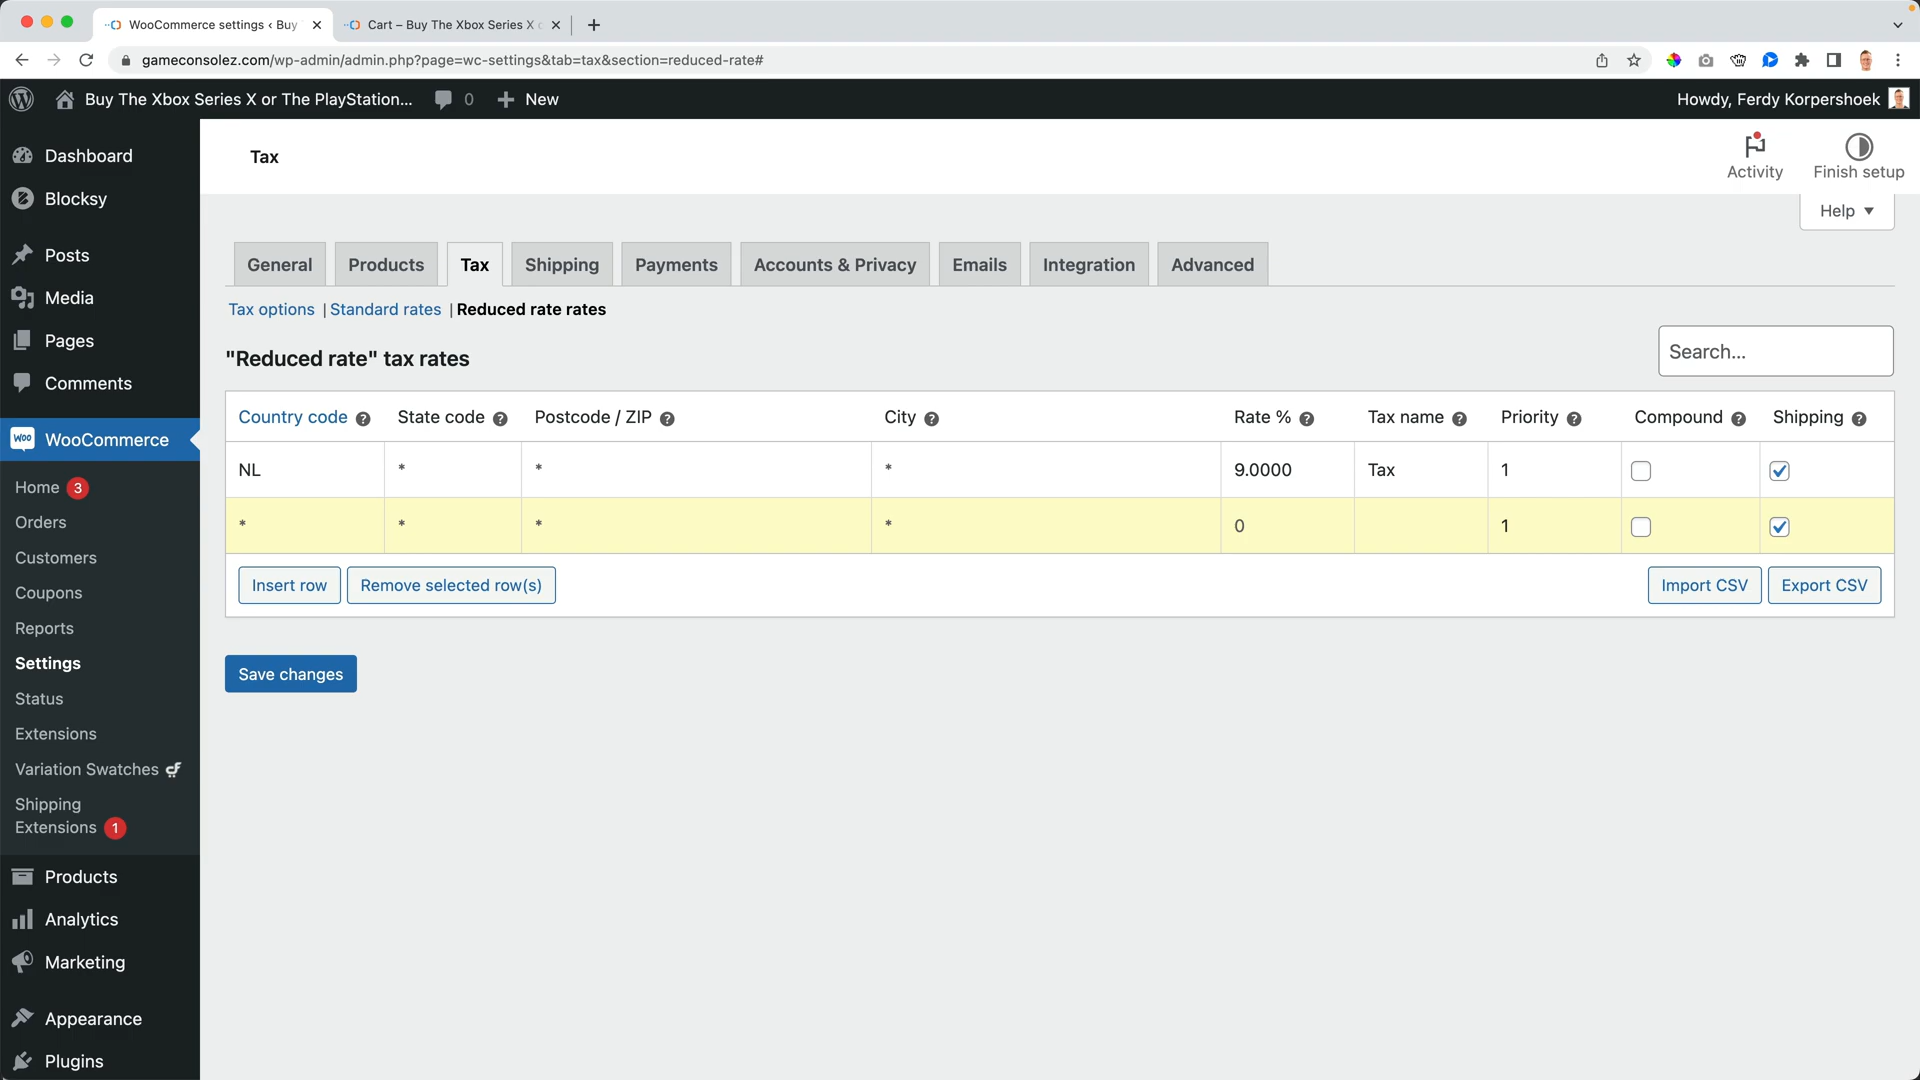 WooCommerce settings ‹ Buy
Cart – Buy The Xbox Series X
gameconsolez.com/wp-admin/admin.php?page=wc-settings&tab=tax&section=reduced-rate#
Buy The Xbox Series X or The PlayStation...
0
New
Howdy, Ferdy Korpershoek
Dashboard
Blocksy
Posts
Media
Pages
Comments
WooCommerce
Home 3
Orders
Customers
Coupons
Reports
Settings
Status
Extensions
Variation Swatches
Shipping
Extensions 1
Products
Analytics
Marketing
Appearance
Plugins
Tax
Activity
Finish setup
Help ▼
General
Products
Tax
Shipping
Payments
Accounts & Privacy
Emails
Integration
Advanced
Tax options | Standard rates | Reduced rate rates
"Reduced rate" tax rates
Search...
Country code ? State code ? Postcode / ZIP ? City ? Rate % ? Tax name ? Priority ? Compound ? Shipping ?
NL * * * 9.0000 Tax 1
* * * * 0 1
Insert row
Remove selected row(s)
Import CSV
Export CSV
Save changes